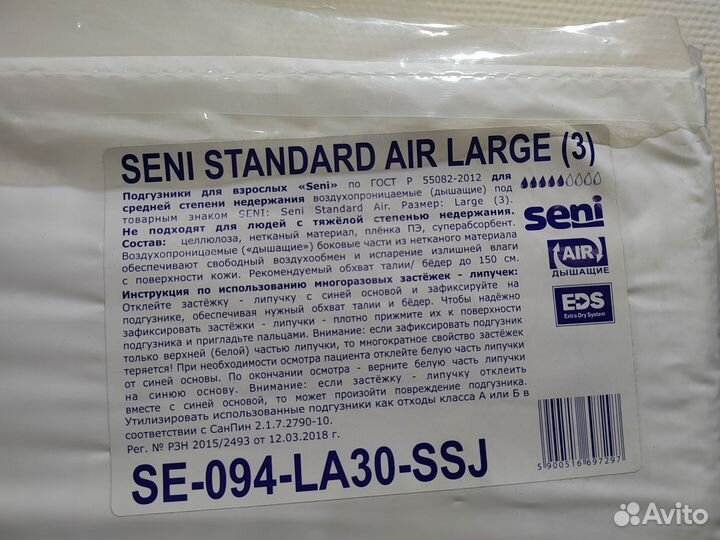 SENI STANDARD AIR LARGE (3)
Подгузники для взрослых «Seni» по ГОСТ Р 55082-2012 для
средней степени недержания воздухопроницаемые (дышащие) под
товарным знаком SENI: Seni Standard Air. Размер: Large (3).
Не подходят для людей с тяжёлой степенью недержания.
Состав: целлюлоза, нетканый материал, плёнка ПЭ, суперабсорбент.
Воздухопроницаемые («дышащие») боковые части из нетканого материала
обеспечивают свободный воздухообмен и испарение излишней влаги
с поверхности кожи. Рекомендуемый обхват талии/ бёдер до 150 см.
Инструкция по использованию многоразовых застёжек - липучек:
Отклейте застёжку - липучку с синей основой и зафиксируйте на
подгузнике, обеспечивая нужный обхват талии и бёдер. Чтобы надёжно
зафиксировать застёжки - липучки - плотно прижмите их к поверхности
подгузника и пригладьте пальцами. Внимание: если зафиксировать подгузник
только верхней (белой) частью липучки, то многократное свойство застёжек
теряется! При необходимости осмотра пациента отклейте белую часть липучки
от синей основы. По окончании осмотра - верните белую часть липучки
на синюю основу. Внимание: если застёжку - липучку отклеить
вместе с синей основой, то может произойти повреждение подгузника.
Утилизировать использованные подгузники как отходы класса А или Б в
соответствии с СанПин 2.1.7.2790-10.
Рег. № РЗН 2015/2493 от 12.03.2018 г.
SE-094-LA30-SSJ
seni
AIR
ДЫШАЩИЕ
EDS
Extra Dry System
5 900516 697297
Avito